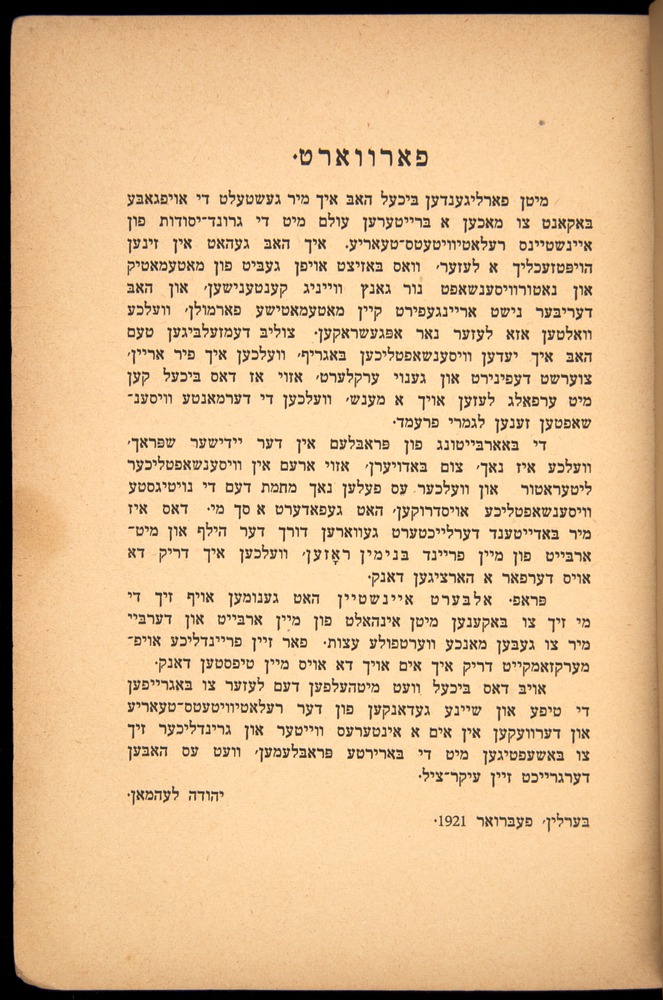 פארווארט.
מיטן פארליגענדען ביכעל האב איך מיר געשטעלט די אויפגאבע
באקאנט צו מאכען א ברייטערען עולם מיט די גרונד־יסודות פון
איינשטיינס רעלאטיוויטעטס־טעאריע. איך האב געהאט אין זינען
הויפטזעכליך א לעזער, וואס באזיצט אויפן געביט פון מאטעמאטיק
און נאטורוויסענשאפט נור גאנץ ווייניג קענטענישען, און האב
דעריבער נישט אריינגעפירט קיין מאטעמאטישע פארמולן, וועלכע
וואלטען אזא לעזער נאר אפגעשראקען. צוליב דעמזעלביגען טעם
האב איך יעדען וויסענשאפטליכען באגריף, וועלכען איך פיר אריין,
צוערשט דעפינירט און גענוי ערקלערט, אזוי אז דאס ביכעל קען
מיט ערפאלג לעזען אויך א מענש, וועלכען די דערמאנטע וויסענ־
שאפטען זענען לגמרי פרעמד.
די באארבייטונג פון פראבלעם אין דער יידישער שפראך,
וועלכע איז נאך, צום באדויערן, אזוי ארעם אין וויסענשאפטליכער
ליטעראטור און וועלכער עס פעלען נאך מחמת דעם די נויטיגסטע
וויסענשאפטליכע אויסדרוקען, האט געפאדערט א סך מי. דאס איז
מיר באדייטענד דערלייכטערט געווארען דורך דער הילף און מיט־
ארבייט פון מיין פריינד בנימין ראָזען, וועלכען איך דריק דא
אויס דערפאר א הארציגען דאנק.
פראפ. אלבערט איינשטיין האט גענומען אויף זיך די
מי זיך צו באקענען מיטן אינהאלט פון מיין ארבייט און דערביי
מיר צו געבען מאנכע ווערטפולע עצות. פאר זיין פריינדליכע אויפ־
מערקזאמקייט דריק איך אים אויך דא אויס מיין טיפסטען דאנק.
אויב דאס ביכעל וועט מיטהעלפען דעם לעזער צו באגרייפען
די טיפע און שיינע געדאנקען פון דער רעלאטיוויטעטס־טעאריע
און דערוועקען אין אים א אינטערעס ווייטער און גרינדליכער זיך
צו באשעפטיגען מיט די בארירטע פראבלעמען, וועט עס האבען
דערגרייכט זיין עיקר־ציל.
יהודה לעהמאן.
בערלין, פעברואר 1921.